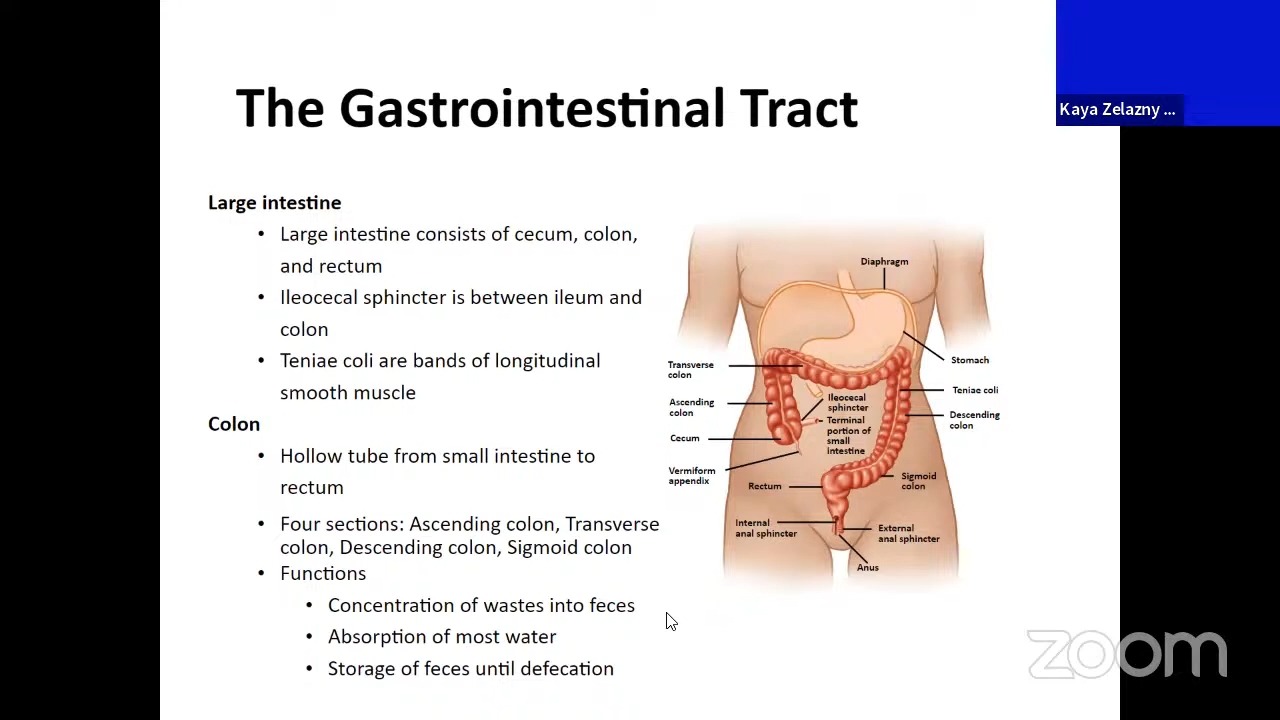 The Gastrointestinal Tract
Kaya Zelazny ...
Large intestine
• Large intestine consists of cecum, colon,
and rectum
• Ileocecal sphincter is between ileum and
colon
• Teniae coli are bands of longitudinal
smooth muscle
Colon
• Hollow tube from small intestine to
rectum
• Four sections: Ascending colon, Transverse
colon, Descending colon, Sigmoid colon
• Functions
• Concentration of wastes into feces
• Absorption of most water
• Storage of feces until defecation
Diaphragm
Stomach
Transverse
colon
Teniae coli
Ascending
colon
Ileocecal
sphincter
Descending
colon
Terminal
portion of
small
intestine
Cecum
Vermiform
appendix
Rectum
Sigmoid
colon
Internal
anal sphincter
External
anal sphincter
Anus
zoom